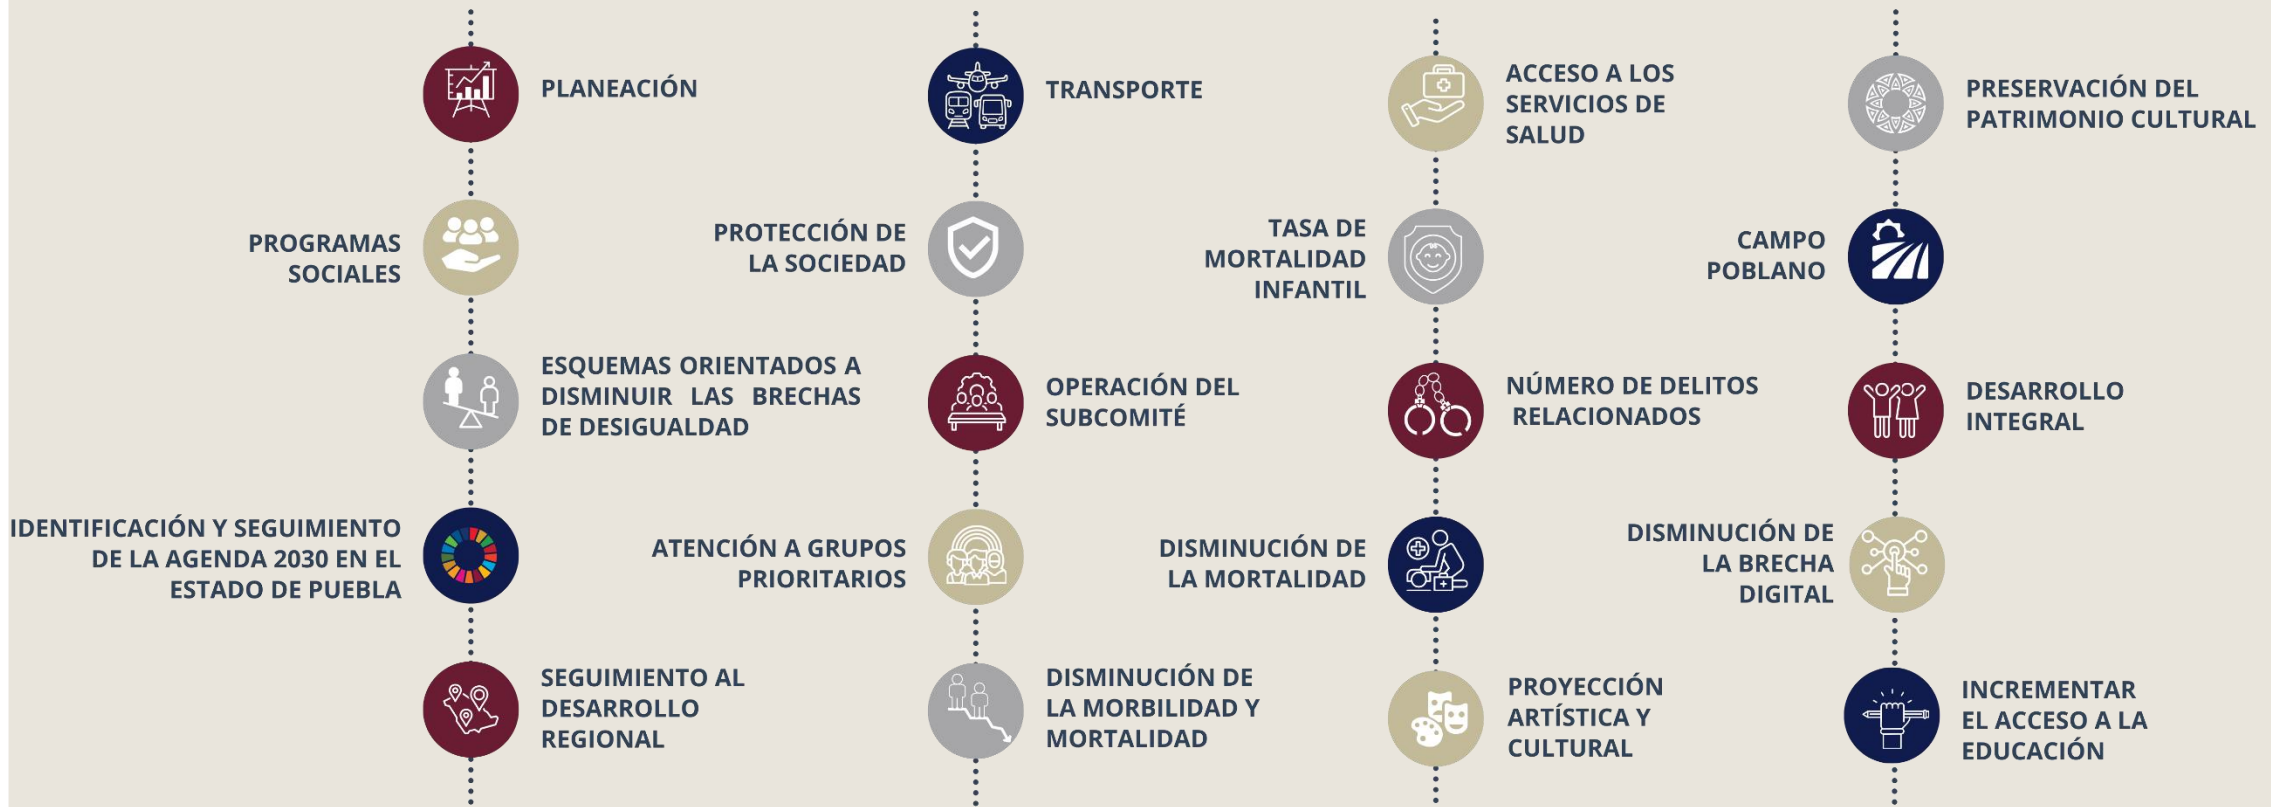 PLANEACIÓN
PROGRAMAS
SOCIALES
ESQUEMAS ORIENTADOS A
DISMINUIR LAS BRECHAS
DE DESIGUALDAD
IDENTIFICACIÓN Y SEGUIMIENTO
DE LA AGENDA 2030 EN EL
ESTADO DE PUEBLA
SEGUIMIENTO AL
DESARROLLO
REGIONAL
TRANSPORTE
PROTECCIÓN DE
LA SOCIEDAD
OPERACIÓN DEL
SUBCOMITÉ
ATENCIÓN A GRUPOS
PRIORITARIOS
DISMINUCIÓN DE
LA MORBILIDAD Y
MORTALIDAD
ACCESO A LOS
SERVICIOS DE
SALUD
TASA DE
MORTALIDAD
INFANTIL
NÚMERO DE DELITOS
RELACIONADOS
DISMINUCIÓN DE
LA MORTALIDAD
PROYECCIÓN
ARTÍSTICA Y
CULTURAL
PRESERVACIÓN DEL
PATRIMONIO CULTURAL
CAMPO
POBLANO
DESARROLLO
INTEGRAL
DISMINUCIÓN DE
LA BRECHA
DIGITAL
INCREMENTAR
EL ACCESO A LA
EDUCACIÓN